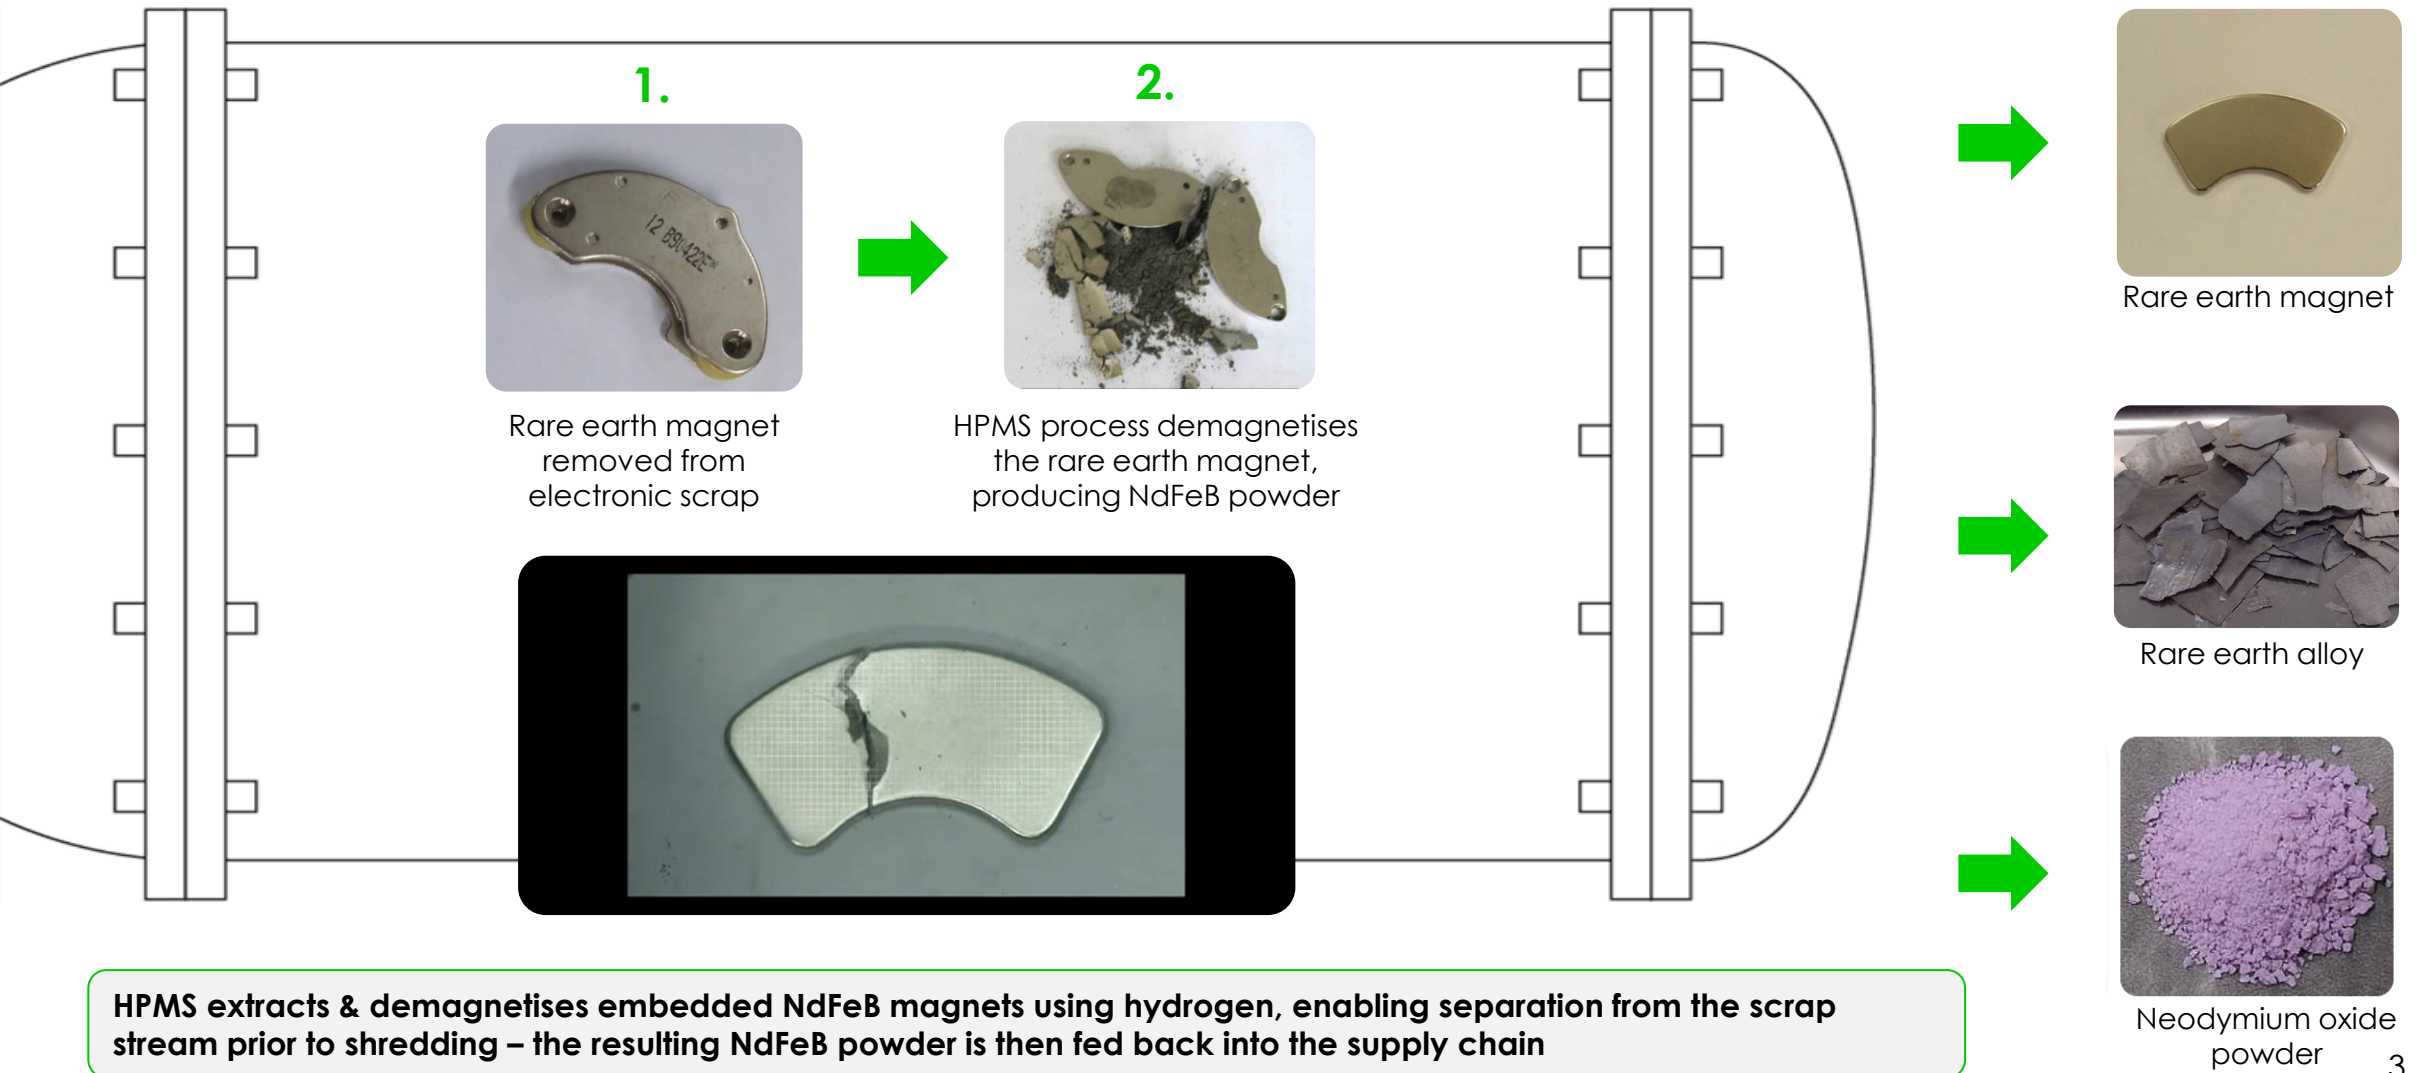 1.
2.
12 B90422E
Rare earth magnet
removed from
electronic scrap
HPMS process demagnetises
the rare earth magnet,
producing NdFeB powder
Rare earth magnet
Rare earth alloy
Neodymium oxide
powder
HPMS extracts & demagnetises embedded NdFeB magnets using hydrogen, enabling separation from the scrap
stream prior to shredding – the resulting NdFeB powder is then fed back into the supply chain
3